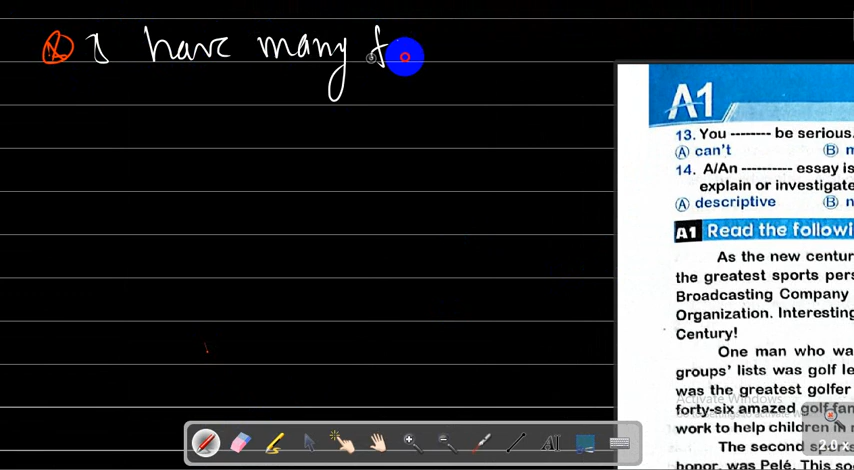 I have many f
A1
13. You -------- be serious.
Ⓐ can't Ⓑ
14. A/An ---------- essay is
explain or investigate
Ⓐ descriptive Ⓑ
A1 Read the followi
As the new centur
the greatest sports pers
Broadcasting Company
Organization. Interesting
Century!
One man who wa
groups' lists was golf le
was the greatest golfer
Activate Windows
forty-six amazed golf fan
work to help children in
The second sports
honor, was Pelé. This so
AI
2.0 x